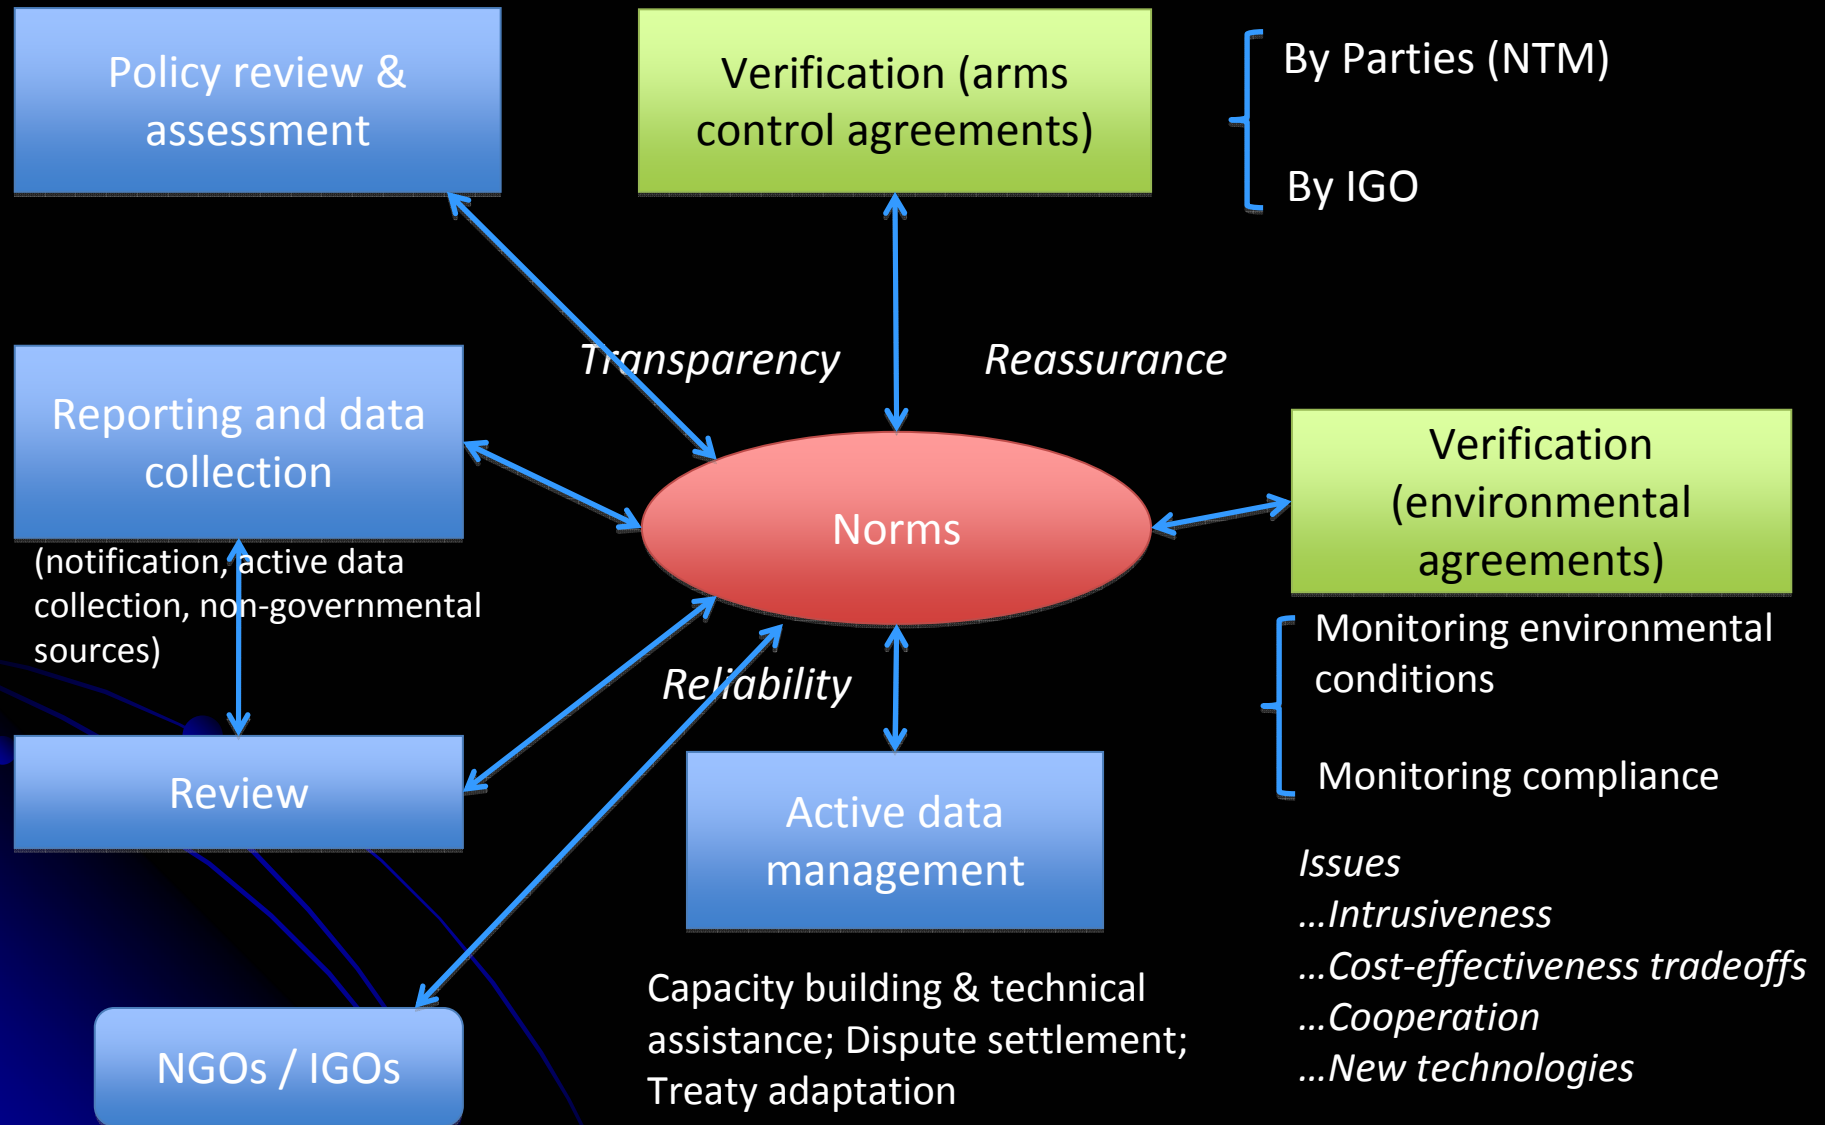 Policy review &
assessment
Verification (arms
control agreements)
By Parties (NTM)
By IGO
Transparency
Reassurance
Reporting and data
collection
(notification, active data
collection, non-governmental
sources)
Norms
Verification
(environmental
agreements)
Monitoring environmental
conditions
Monitoring compliance
Reliability
Review
Active data
management
Issues
…Intrusiveness
…Cost-effectiveness tradeoffs
…Cooperation
…New technologies
Capacity building & technical
assistance; Dispute settlement;
Treaty adaptation
NGOs / IGOs